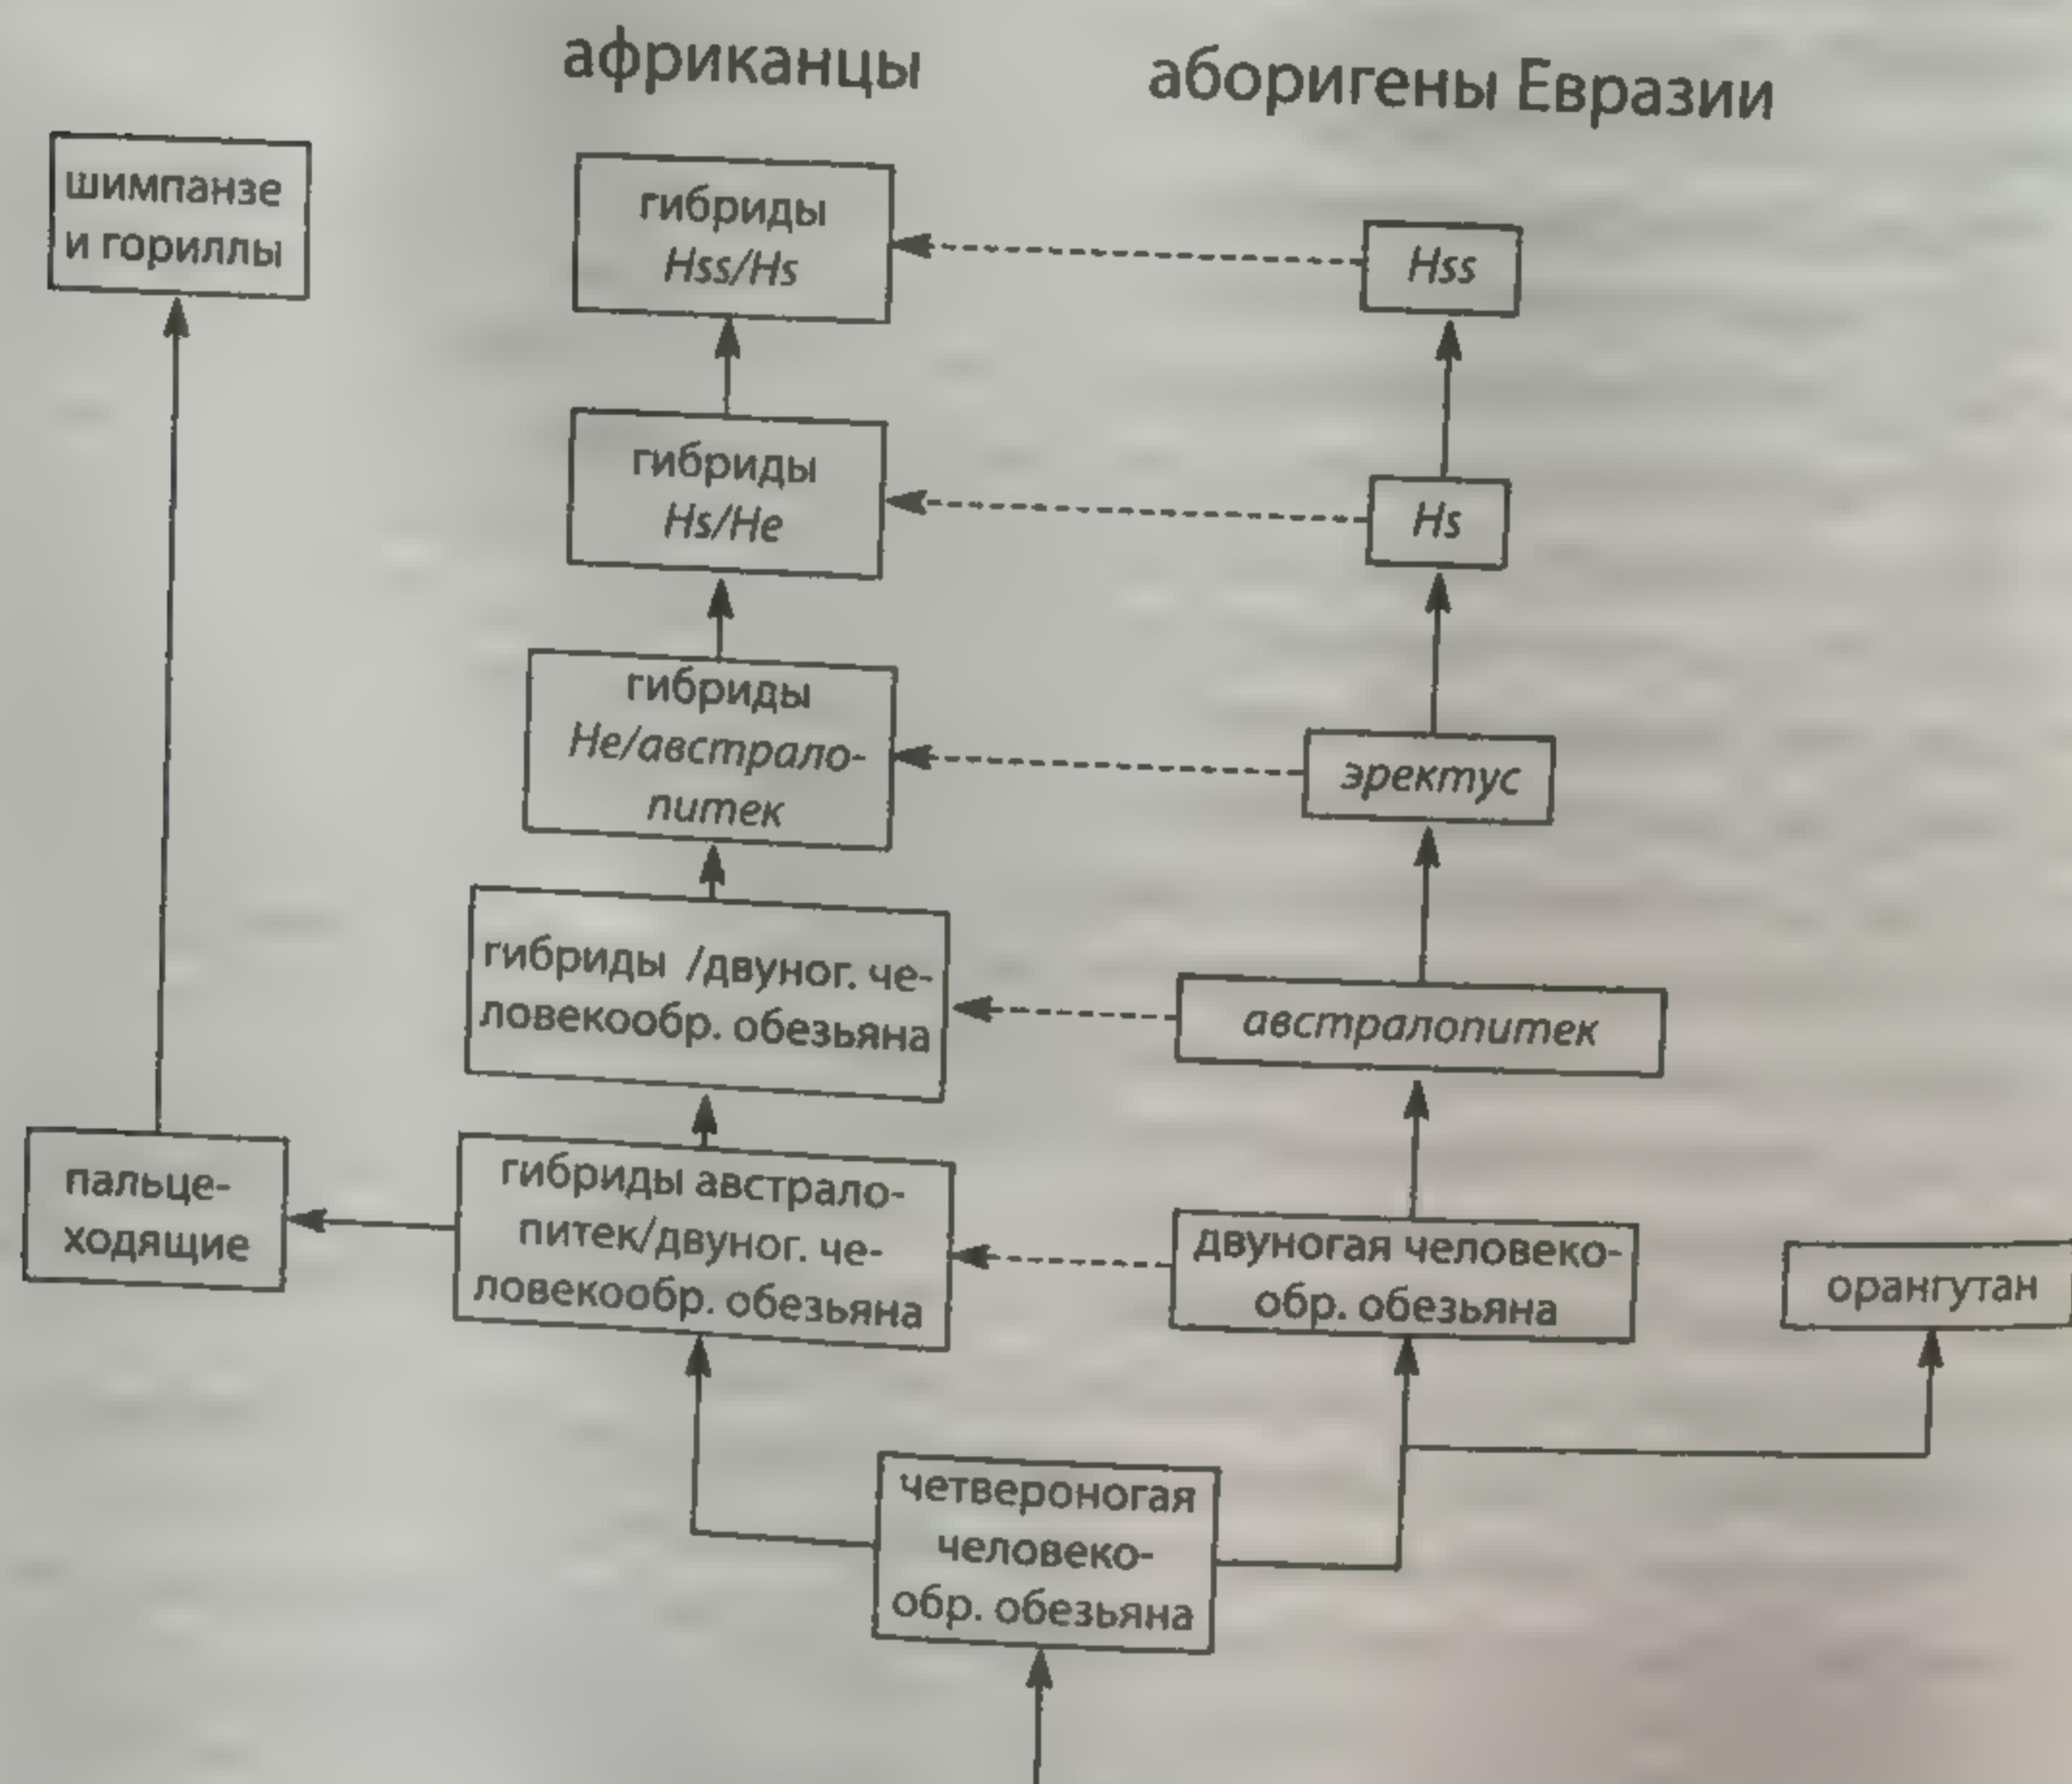 африканцы
аборигены Евразии
шимпанзе
и гориллы
гибриды
Hss/Hs
Hss
гибриды
Hs/He
Hs
гибриды
He/австрало-
питек
эректус
гибриды /двуног. че-
ловекообр. обезьяна
австралопитек
пальце-
ходящие
гибриды австрало-
питек/двуног. че-
ловекообр. обезьяна
двуногая человеко-
обр. обезьяна
орангутан
четвероногая
человеко-
обр. обезьяна